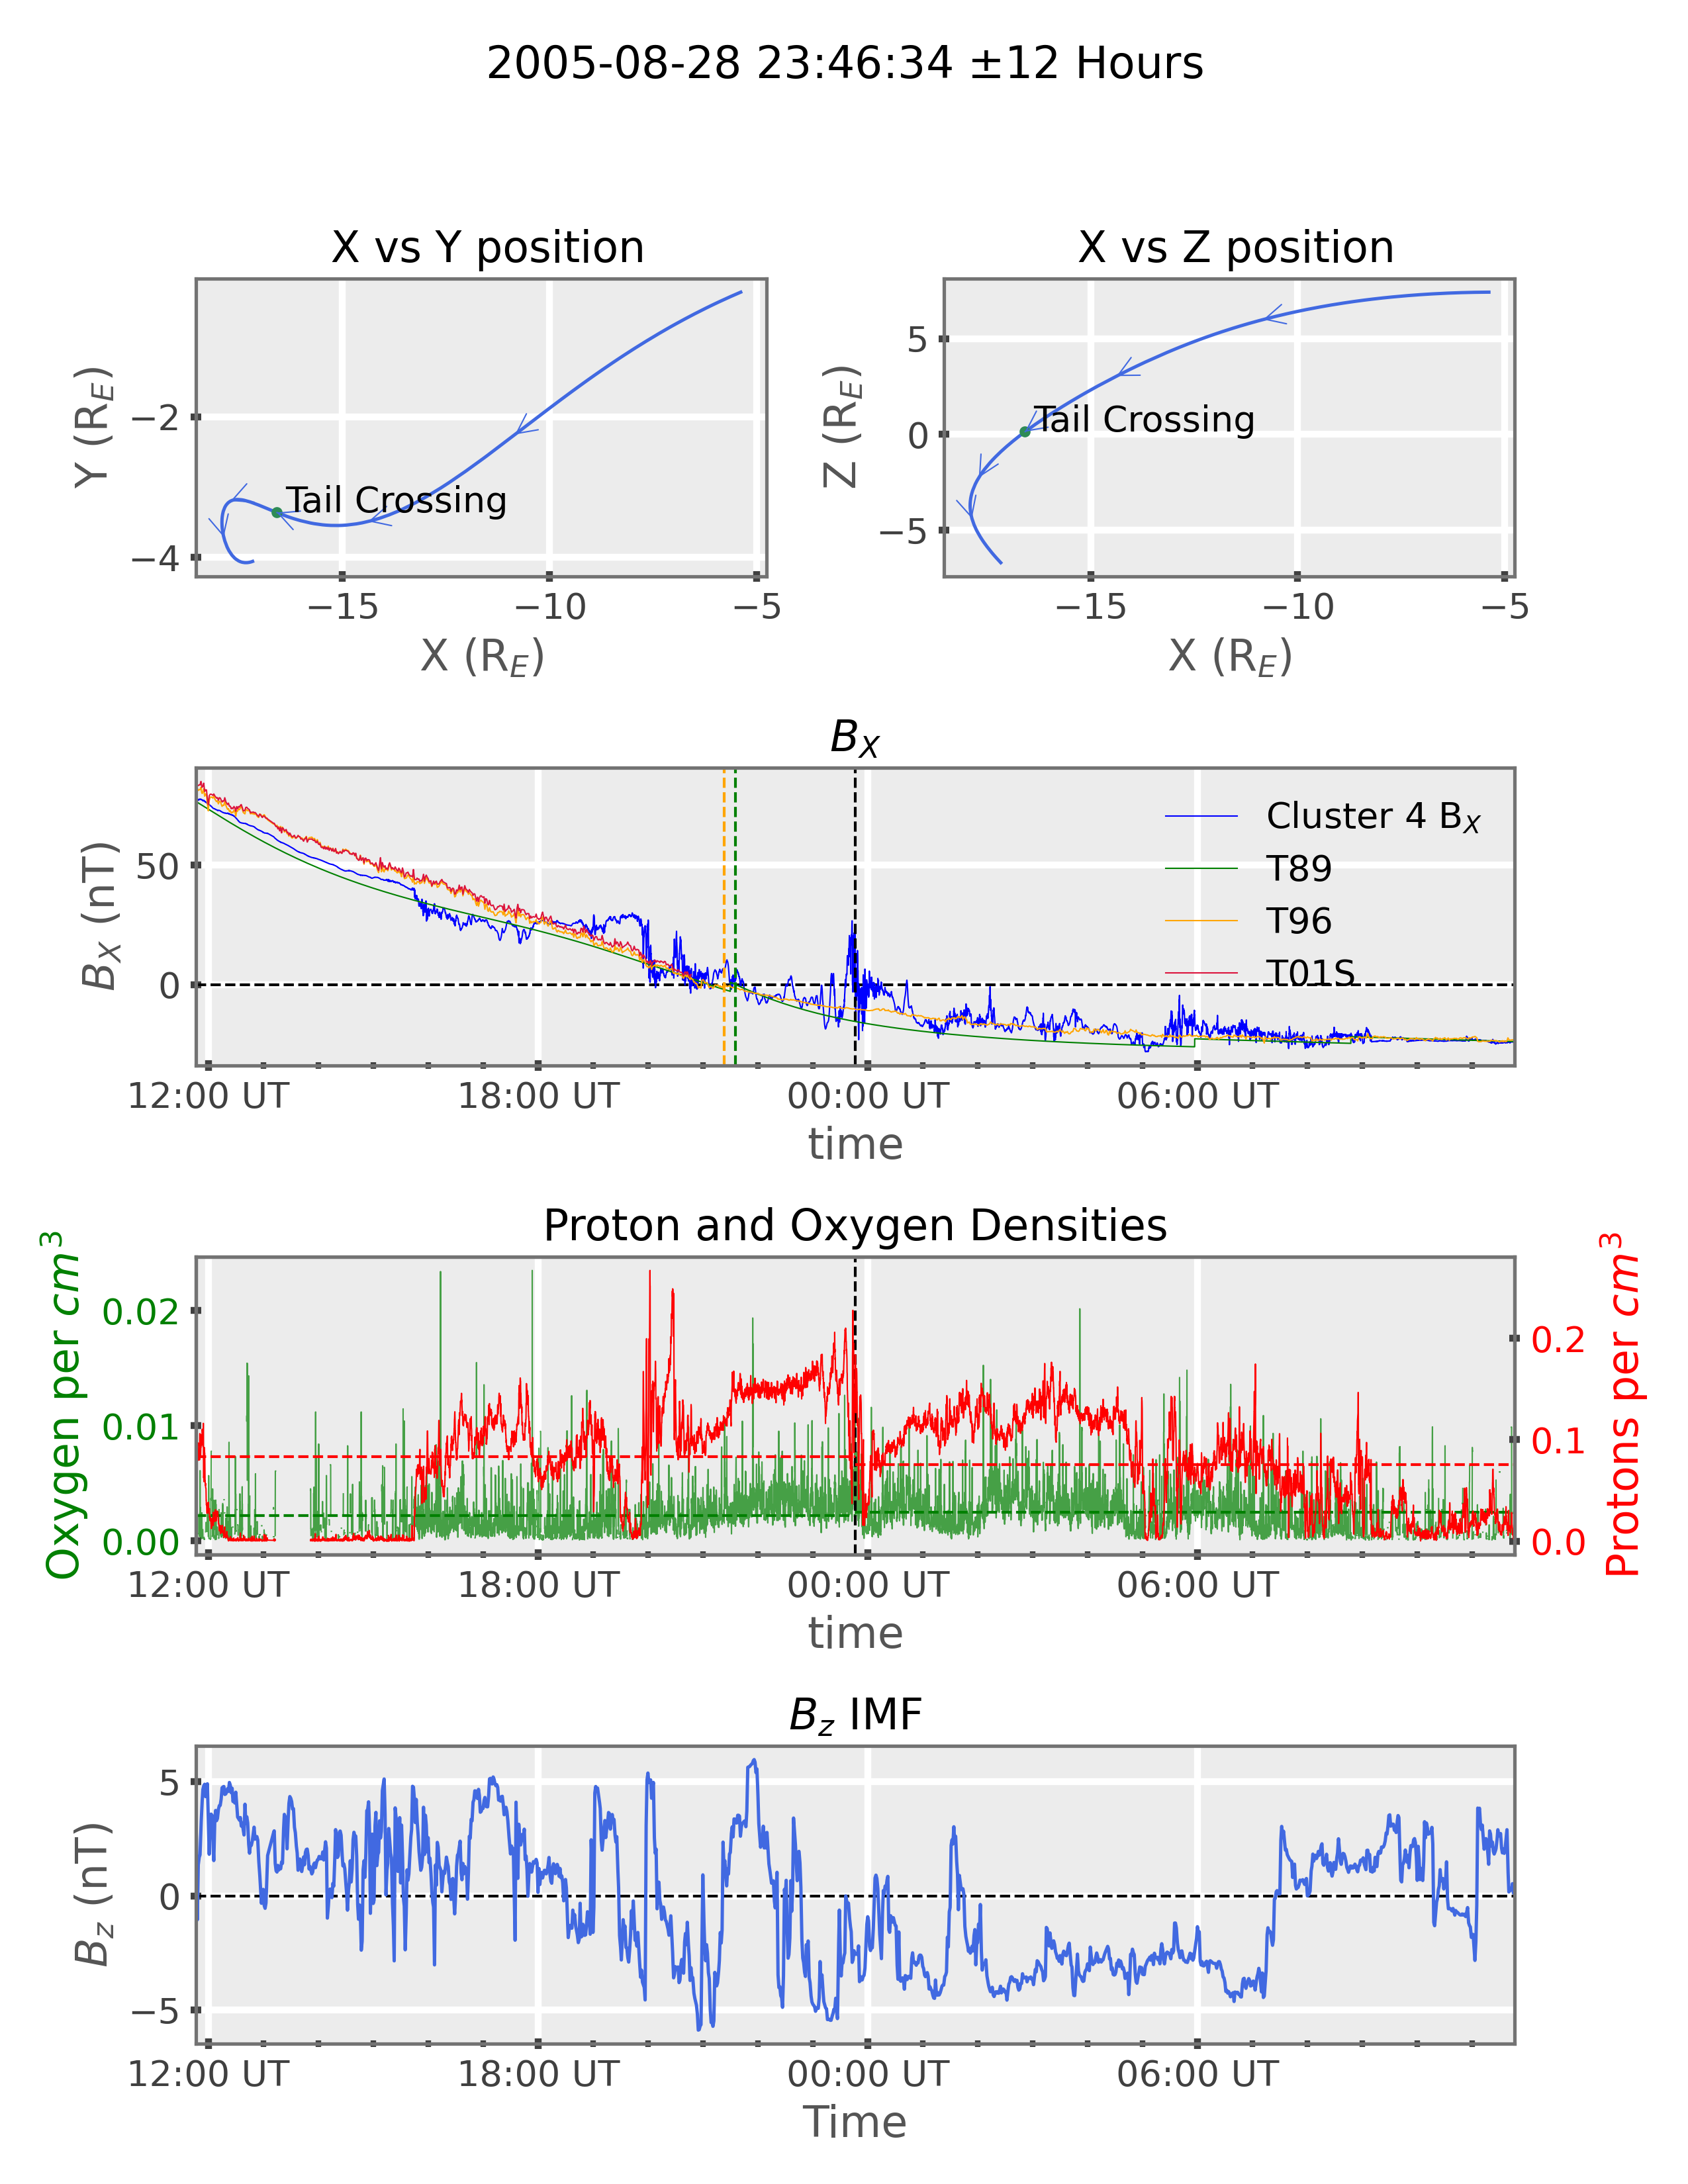 2005-08-28 23:46:34 ±12 Hours
X vs Y position
X vs Z position
Y (R_E)
−2
−4
Tail Crossing
−15
−10
−5
X (R_E)
Z (R_E)
5
0
−5
Tail Crossing
−15
−10
−5
X (R_E)
B_X
B_X (nT)
50
0
Cluster 4 B_X
T89
T96
T01S
12:00 UT
18:00 UT
00:00 UT
06:00 UT
time
Proton and Oxygen Densities
Oxygen per cm^3
0.02
0.01
0.00
Protons per cm^3
0.2
0.1
0.0
12:00 UT
18:00 UT
00:00 UT
06:00 UT
time
B_z IMF
B_z (nT)
5
0
−5
12:00 UT
18:00 UT
00:00 UT
06:00 UT
Time